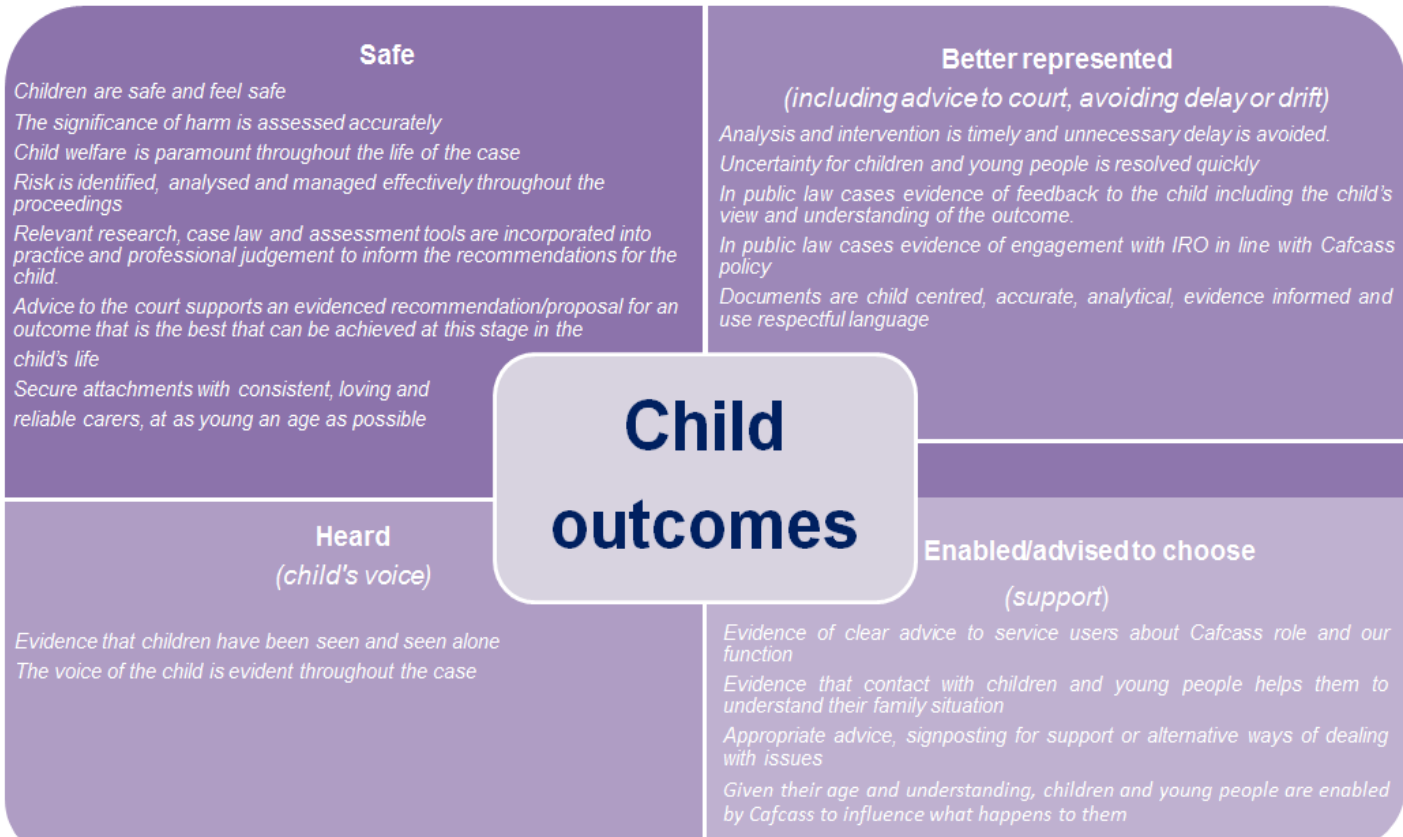 Safe
Children are safe and feel safe
The significance of harm is assessed accurately
Child welfare is paramount throughout the life of the case
Risk is identified, analysed and managed effectively throughout the
proceedings
Relevant research, case law and assessment tools are incorporated into
practice and professional judgement to inform the recommendations for the
child.
Advice to the court supports an evidenced recommendation/proposal for an
outcome that is the best that can be achieved at this stage in the
child's life
Secure attachments with consistent, loving and
reliable carers, at as young an age as possible
Better represented
(including advice to court, avoiding delay or drift)
Analysis and intervention is timely and unnecessary delay is avoided.
Uncertainty for children and young people is resolved quickly
In public law cases evidence of feedback to the child including the child's
view and understanding of the outcome.
In public law cases evidence of engagement with IRO in line with Cafcass
policy
Documents are child centred, accurate, analytical, evidence informed and
use respectful language
Child
outcomes
Heard
(child's voice)
Evidence that children have been seen and seen alone
The voice of the child is evident throughout the case
Enabled/advised to choose
(support)
Evidence of clear advice to service users about Cafcass role and our
function
Evidence that contact with children and young people helps them to
understand their family situation
Appropriate advice, signposting for support or alternative ways of dealing
with issues
Given their age and understanding, children and young people are enabled
by Cafcass to influence what happens to them